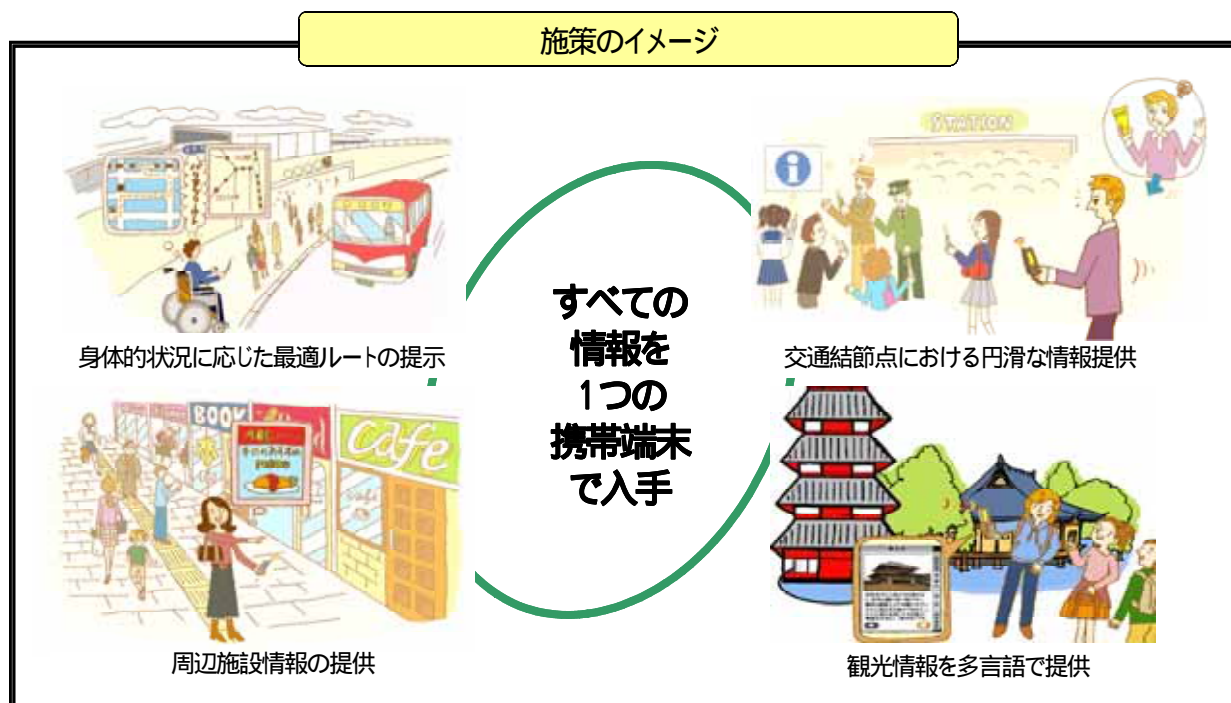 施策のイメージ
STATION
i
身体的状況に応じた最適ルートの提示
交通結節点における円滑な情報提供
すべての
情報を
1つの
携帯端末
で入手
BOOK
Cafe
cafe
周辺施設情報の提供
観光情報を多言語で提供